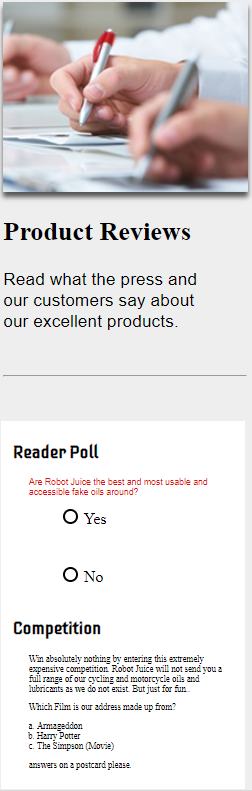 Product Reviews
Read what the press and
our customers say about
our excellent products.
Reader Poll
Are Robot Juice the best and most usable and
accessible fake oils around?
Yes
No
Competition
Win absolutely nothing by entering this extremely
expensive competition. Robot Juice will not send you a
full range of our cycling and motorcycle oils and
lubricants as we do not exist. But just for fun..
Which Film is our address made up from?
a. Armageddon
b. Harry Potter
c. The Simpson (Movie)
answers on a postcard please.